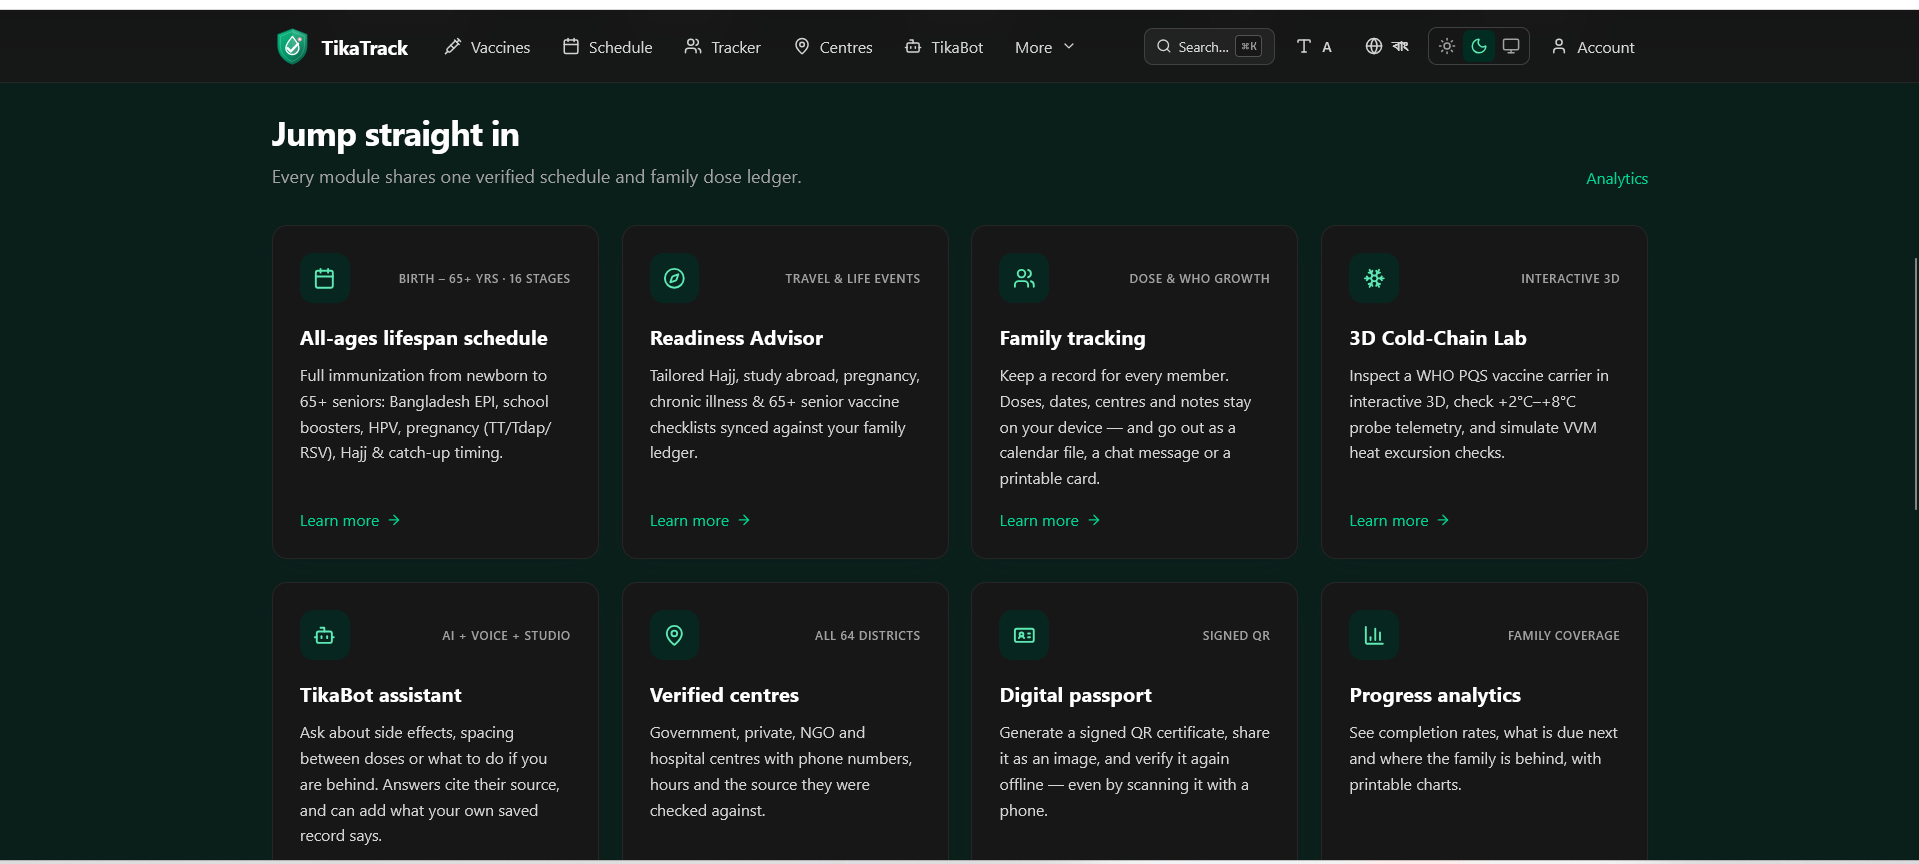 TikaTrack
Vaccines
Schedule
Tracker
Centres
TikaBot
More
Search...
⌘K
T A
বাং
Account
Jump straight in
Every module shares one verified schedule and family dose ledger.
Analytics
BIRTH – 65+ YRS · 16 STAGES
All-ages lifespan schedule
Full immunization from newborn to
65+ seniors: Bangladesh EPI, school
boosters, HPV, pregnancy (TT/Tdap/
RSV), Hajj & catch-up timing.
Learn more →
TRAVEL & LIFE EVENTS
Readiness Advisor
Tailored Hajj, study abroad, pregnancy,
chronic illness & 65+ senior vaccine
checklists synced against your family
ledger.
Learn more →
DOSE & WHO GROWTH
Family tracking
Keep a record for every member.
Doses, dates, centres and notes stay
on your device — and go out as a
calendar file, a chat message or a
printable card.
Learn more →
INTERACTIVE 3D
3D Cold-Chain Lab
Inspect a WHO PQS vaccine carrier in
interactive 3D, check +2°C–+8°C
probe telemetry, and simulate VVM
heat excursion checks.
Learn more →
AI + VOICE + STUDIO
TikaBot assistant
Ask about side effects, spacing
between doses or what to do if you
are behind. Answers cite their source,
and can add what your own saved
record says.
ALL 64 DISTRICTS
Verified centres
Government, private, NGO and
hospital centres with phone numbers,
hours and the source they were
checked against.
SIGNED QR
Digital passport
Generate a signed QR certificate, share
it as an image, and verify it again
offline — even by scanning it with a
phone.
FAMILY COVERAGE
Progress analytics
See completion rates, what is due next
and where the family is behind, with
printable charts.